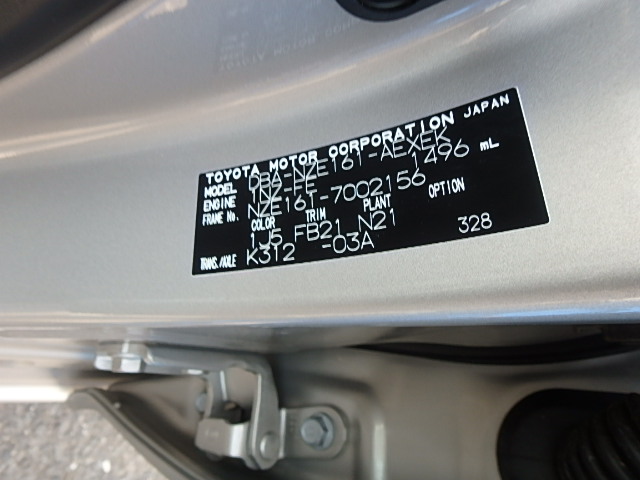 TOYOTA MOTOR CORPORATION JAPAN
MODEL DBA-NZE161-AEXEK
ENGINE 1NZ-FE 1496 mL
FRAME No. NZE161-7002156
COLOR TRIM PLANT OPTION
1J5 FB21 N21
TRANS./AXLE K312 -03A 328